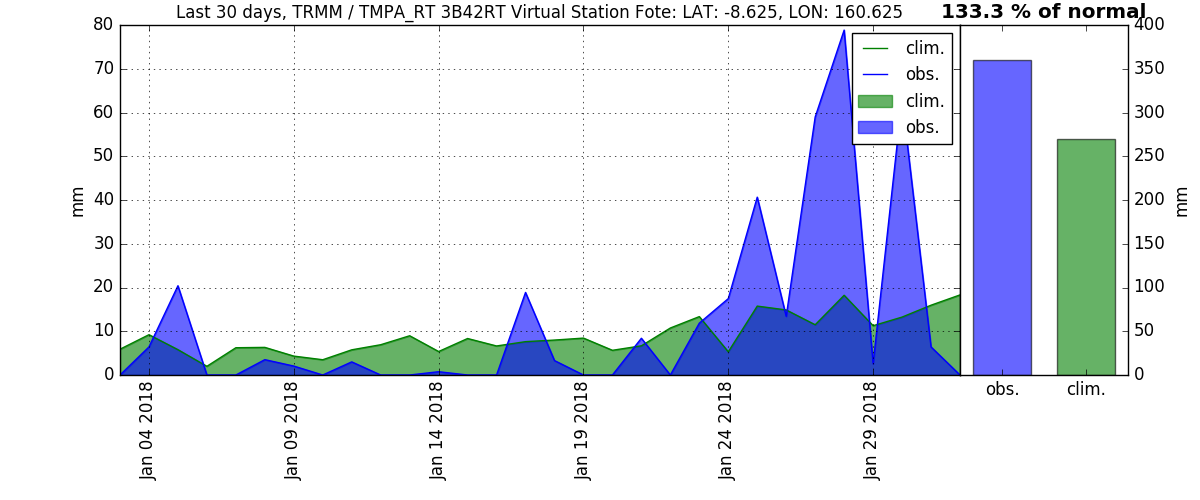 Last 30 days, TRMM / TMPA_RT 3B42RT Virtual Station Fote: LAT: -8.625, LON: 160.625
133.3 % of normal
80
70
60
50
40
30
20
10
0
mm
clim.
obs.
clim.
obs.
Jan 04 2018
Jan 09 2018
Jan 14 2018
Jan 19 2018
Jan 24 2018
Jan 29 2018
400
350
300
250
200
150
100
50
0
mm
obs.
clim.